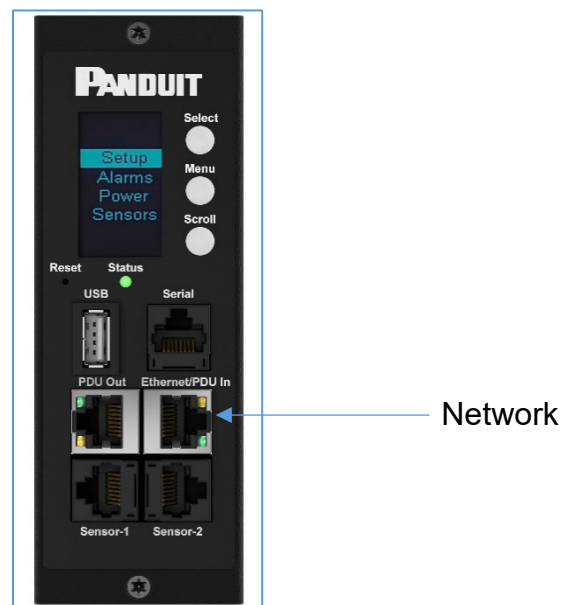 PANDUIT
Select
Setup
Alarms
Menu
Power
Sensors
Scroll
Reset Status
USB Serial
PDU Out Ethernet/PDU In
Network
Sensor-1 Sensor-2